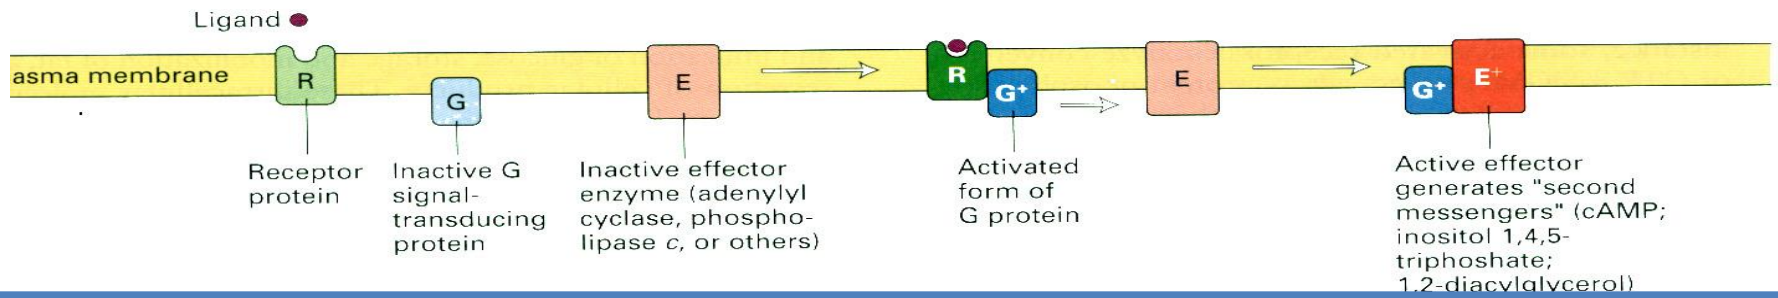 Ligand
asma membrane
R
G
E
R
G+
E
G+
E+
Receptor
protein
Inactive G
signal-
transducing
protein
Inactive effector
enzyme (adenylyl
cyclase, phospho-
lipase c, or others)
Activated
form of
G protein
Active effector
generates "second
messengers" (cAMP;
inositol 1,4,5-
triphoshate;
1,2-diacylglycerol)